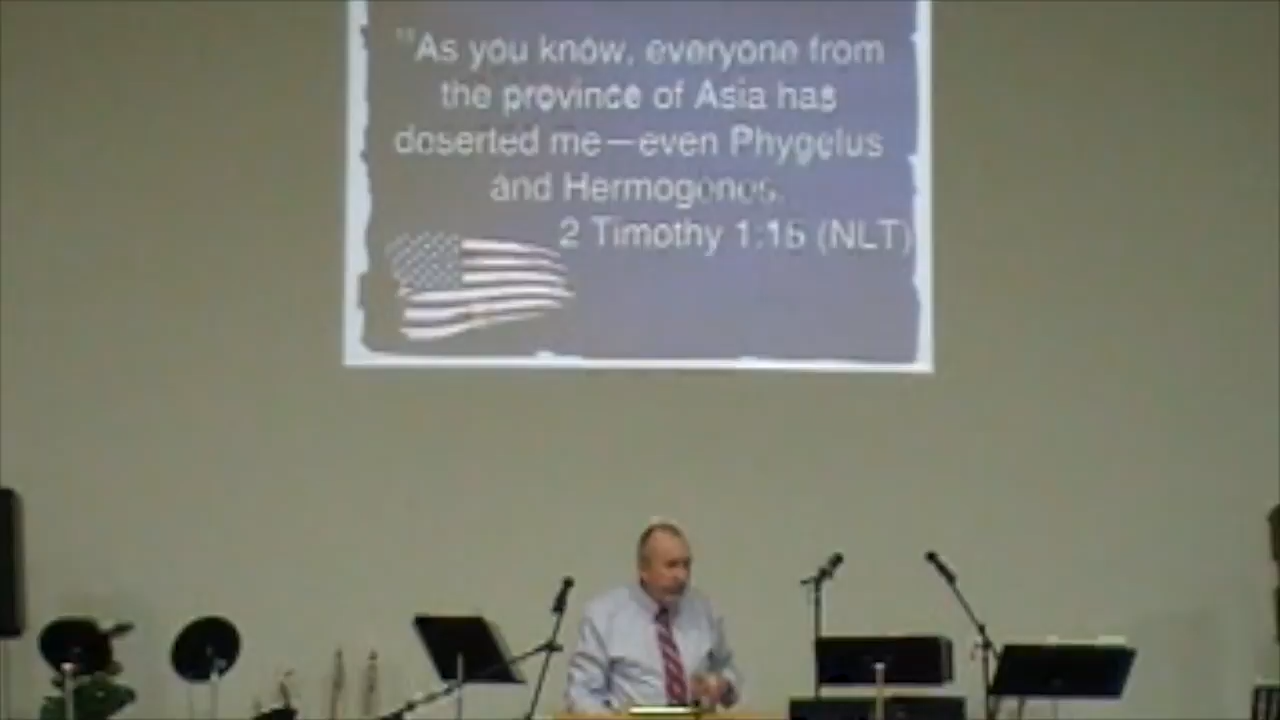 "As you know, everyone from
the province of Asia has
deserted me—even Phygelus
and Hermogenes.
2 Timothy 1:15 (NLT)